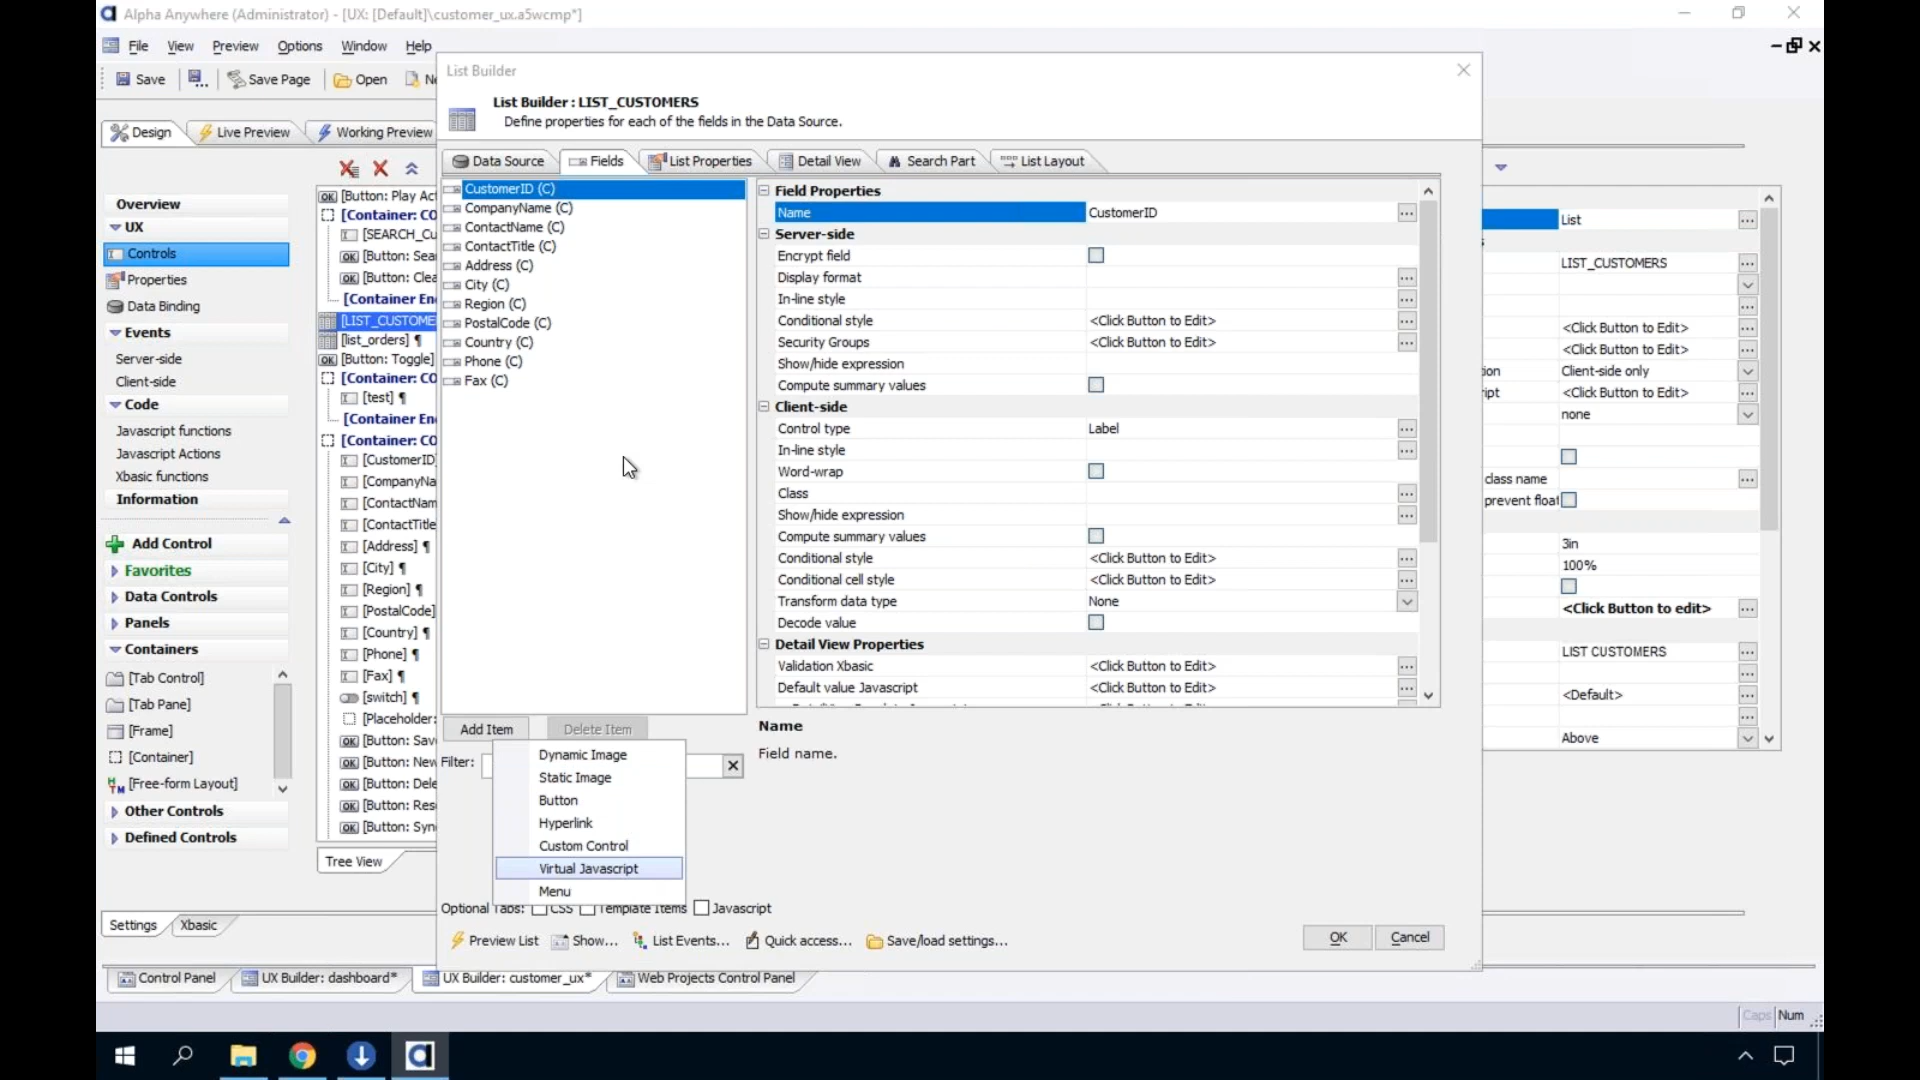 Alpha Anywhere (Administrator) - [UX: [Default]\customer_ux.a5wcmp*]
File View Preview Options Window Help
Save Save Page Open
Design Live Preview Working Preview
Overview
UX
Controls
Properties
Data Binding
Events
Server-side
Client-side
Code
Javascript functions
Javascript Actions
Xbasic functions
Information
Add Control
Favorites
Data Controls
Panels
Containers
[Tab Control]
[Tab Pane]
[Frame]
[Container]
[Free-form Layout]
Other Controls
Defined Controls
[Button: Play Act
[Container: CO
[SEARCH_Cu
[Button: Sea
[Button: Clea
[Container En
[LIST_CUSTOME
[list_orders] ¶
[Button: Toggle]
[Container: CO
[test] ¶
[Container En
[Container: CO
[CustomerID]
[CompanyNa
[ContactNam
[ContactTitle
[Address] ¶
[City] ¶
[Region] ¶
[PostalCode]
[Country] ¶
[Phone] ¶
[Fax] ¶
[switch] ¶
[Placeholder:
[Button: Sav
[Button: New
[Button: Dele
[Button: Res
[Button: Syn
Tree View
Settings Xbasic
List Builder
List Builder : LIST_CUSTOMERS
Define properties for each of the fields in the Data Source.
Data Source Fields List Properties Detail View Search Part List Layout
CustomerID (C)
CompanyName (C)
ContactName (C)
ContactTitle (C)
Address (C)
City (C)
Region (C)
PostalCode (C)
Country (C)
Phone (C)
Fax (C)
Add Item Delete Item
Filter:
Dynamic Image
Static Image
Button
Hyperlink
Custom Control
Virtual Javascript
Menu
Optional Tabs: CSS Template Items Javascript
Preview List Show... List Events... Quick access... Save/load settings...
Field Properties
Name CustomerID
Server-side
Encrypt field
Display format
In-line style
Conditional style <Click Button to Edit>
Security Groups <Click Button to Edit>
Show/hide expression
Compute summary values
Client-side
Control type Label
In-line style
Word-wrap
Class
Show/hide expression
Compute summary values
Conditional style <Click Button to Edit>
Conditional cell style <Click Button to Edit>
Transform data type None
Decode value
Detail View Properties
Validation Xbasic <Click Button to Edit>
Default value Javascript <Click Button to Edit>
Name
Field name.
OK Cancel
List
LIST_CUSTOMERS
<Click Button to Edit>
<Click Button to Edit>
Client-side only
<Click Button to Edit>
none
class name
prevent float
3in
100%
<Click Button to edit>
LIST CUSTOMERS
<Default>
Above
Control Panel UX Builder: dashboard* UX Builder: customer_ux* Web Projects Control Panel
Caps Num